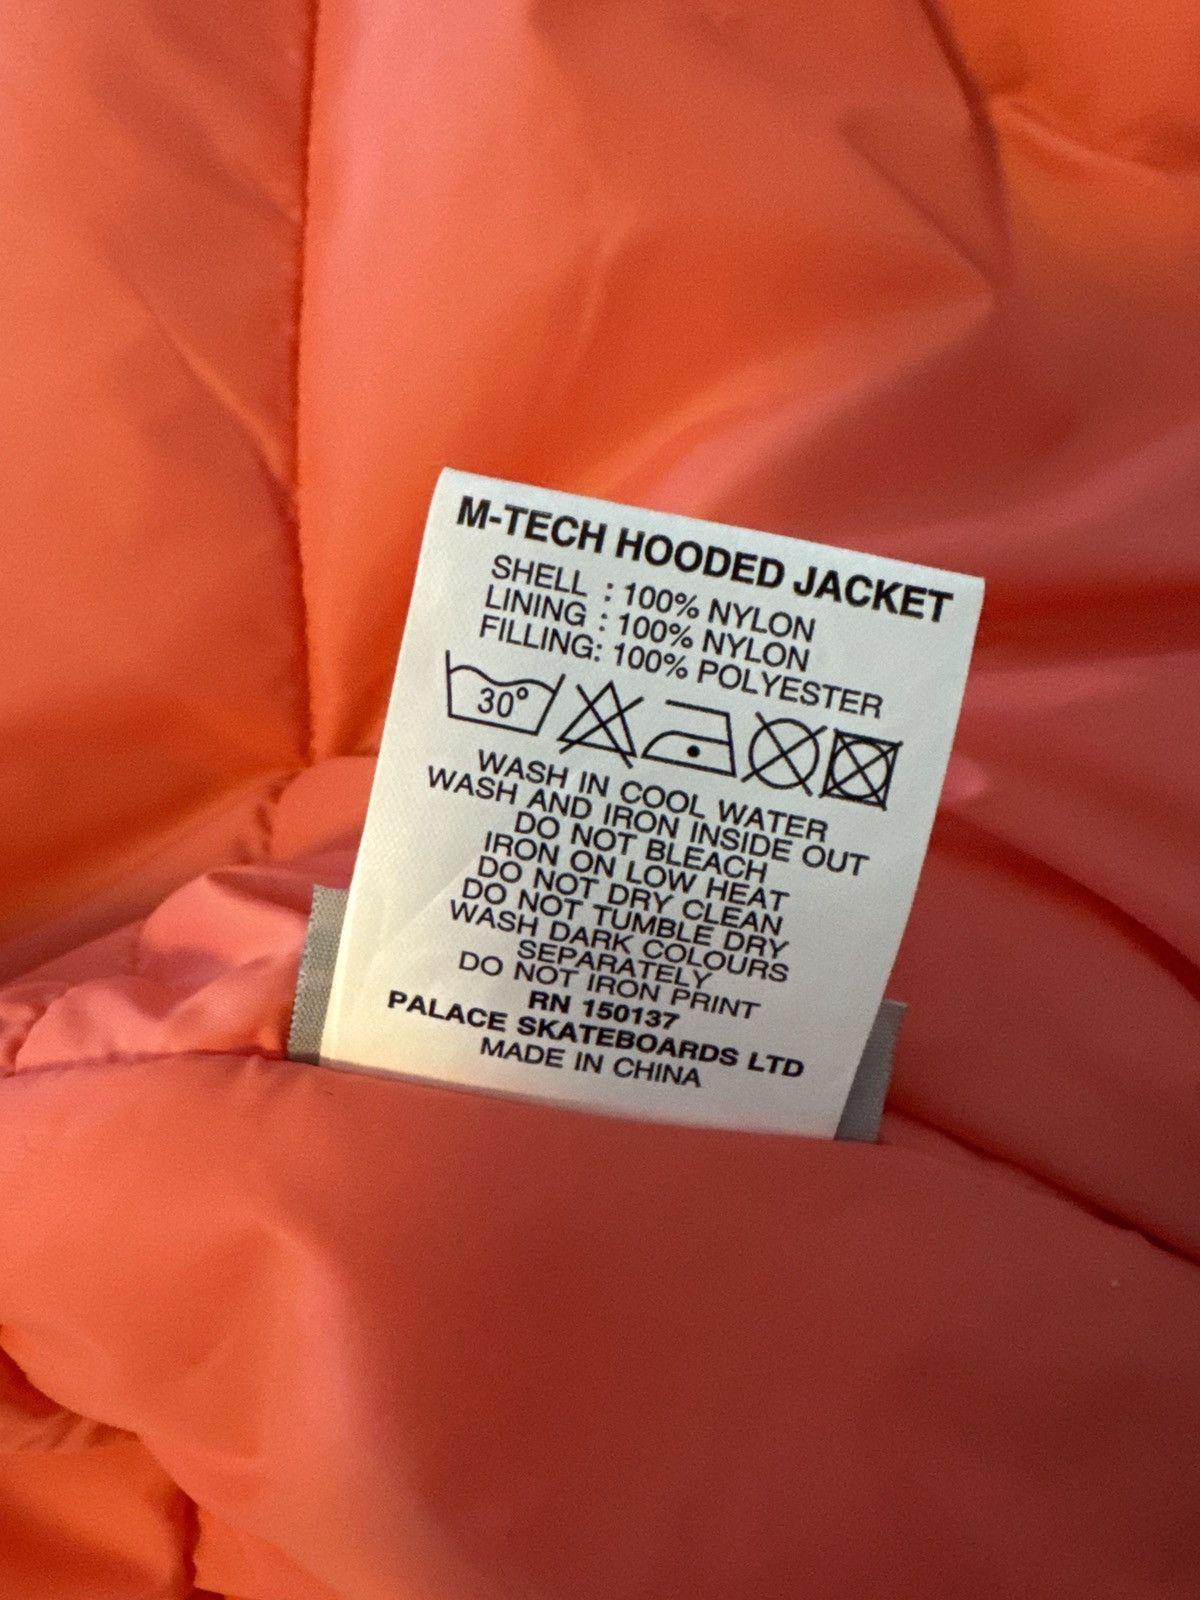 M-TECH HOODED JACKET
SHELL : 100% NYLON
LINING : 100% NYLON
FILLING: 100% POLYESTER
30°
WASH IN COOL WATER
WASH AND IRON INSIDE OUT
DO NOT BLEACH
IRON ON LOW HEAT
DO NOT DRY CLEAN
DO NOT TUMBLE DRY
WASH DARK COLOURS
SEPARATELY
DO NOT IRON PRINT
RN 150137
PALACE SKATEBOARDS LTD
MADE IN CHINA